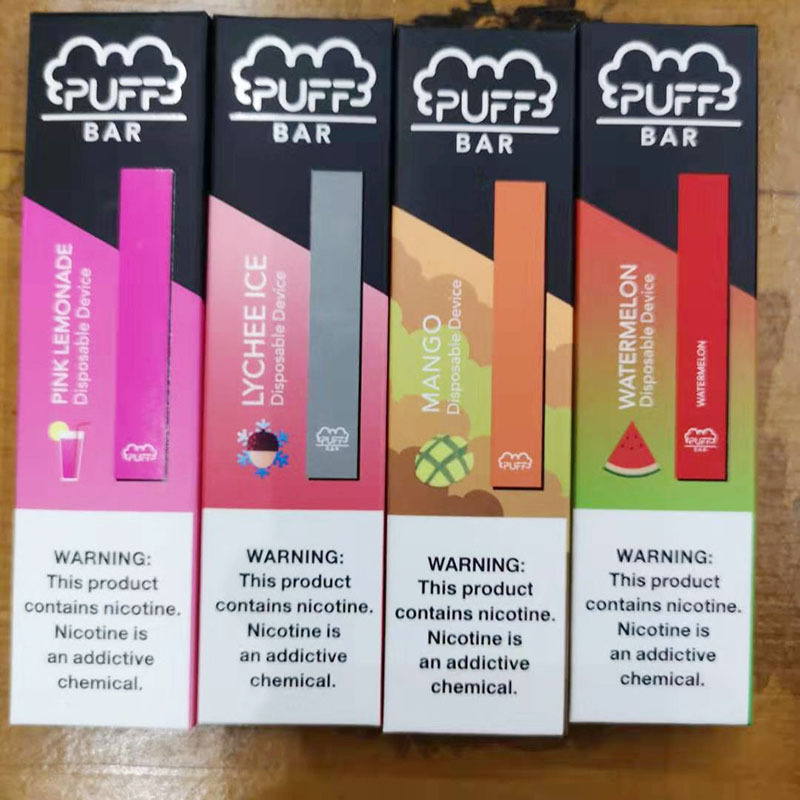 PUFF
BAR
PINK LEMONADE
Disposable Device
PUFF
WARNING:
This product
contains nicotine.
Nicotine is
an addictive
chemical.
PUFF
BAR
LYCHEE ICE
Disposable Device
PUFF
BAR
WARNING:
This product
contains nicotine.
Nicotine is
an addictive
chemical.
PUFF
BAR
MANGO
Disposable Device
PUFF
WARNING:
This product
contains nicotine.
Nicotine is
an addictive
chemical.
PUFF
BAR
WATERMELON
Disposable Device
WATERMELON
PUFF
BAR
WARNING:
This product
contains nicotine.
Nicotine is
an addictive
chemical.